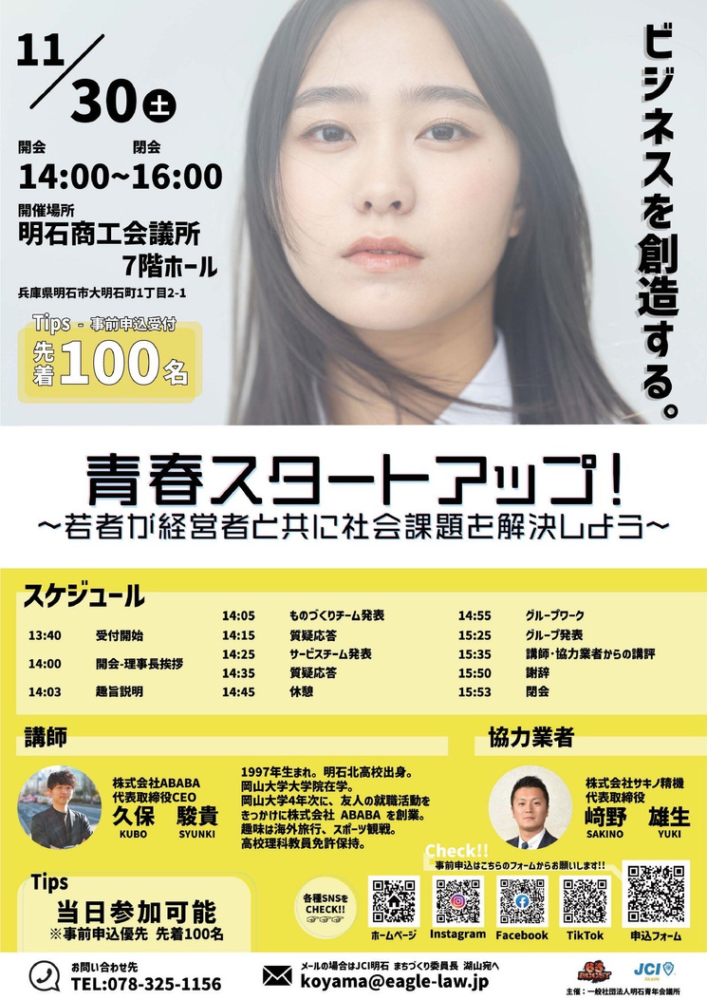 11/30土
開会 閉会
14:00~16:00
開催場所
明石商工会議所
7階ホール
兵庫県明石市大明石町1丁目2-1
Tips - 事前申込受付
先着100名
ビジネスを創造する。
青春スタートアップ！
～若者が経営者と共に社会課題を解決しよう～
スケジュール
13:40 受付開始
14:00 開会-理事長挨拶
14:03 趣旨説明
14:05 ものづくりチーム発表
14:15 質疑応答
14:25 サービスチーム発表
14:35 質疑応答
14:45 休憩
14:55 グループワーク
15:25 グループ発表
15:35 講師・協力業者からの講評
15:50 謝辞
15:53 閉会
講師
株式会社ABABA
代表取締役CEO
久保 駿貴
KUBO SYUNKI
1997年生まれ。明石北高校出身。
岡山大学大学院在学。
岡山大学4年次に、友人の就職活動を
きっかけに株式会社 ABABA を創業。
趣味は海外旅行、スポーツ観戦。
高校理科教員免許保持。
協力業者
株式会社サキノ精機
代表取締役
﨑野 雄生
SAKINO YUKI
Tips
当日参加可能
※事前申込優先 先着100名
Check!!
事前申込はこちらのフォームからお願いします!!
各種SNSを
CHECK!!
☞☞☞
ホームページ
Instagram
Facebook
TikTok
申込フォーム
お問い合わせ先
TEL:078-325-1156
メールの場合はJCI明石 まちづくり委員長 湖山宛へ
koyama@eagle-law.jp
65
BOOST
JCI
Akashi
主催：一般社団法人明石青年会議所